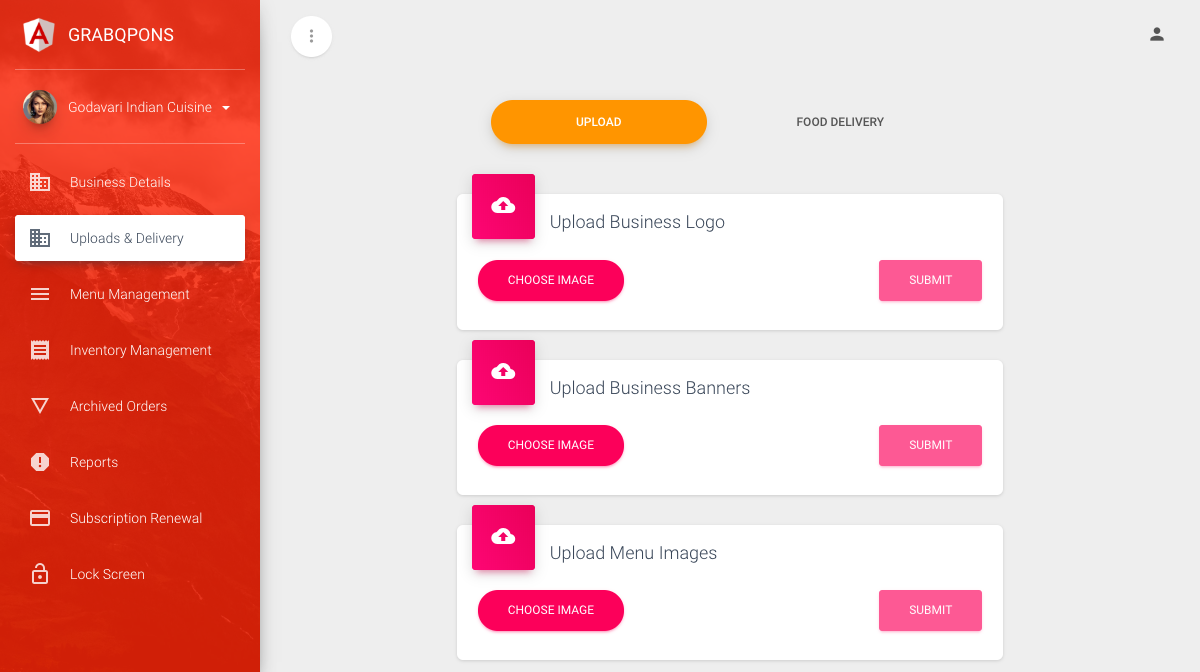 GRABQPONS
Godavari Indian Cuisine
Business Details
Uploads & Delivery
Menu Management
Inventory Management
Archived Orders
Reports
Subscription Renewal
Lock Screen
UPLOAD
FOOD DELIVERY
Upload Business Logo
CHOOSE IMAGE
SUBMIT
Upload Business Banners
CHOOSE IMAGE
SUBMIT
Upload Menu Images
CHOOSE IMAGE
SUBMIT